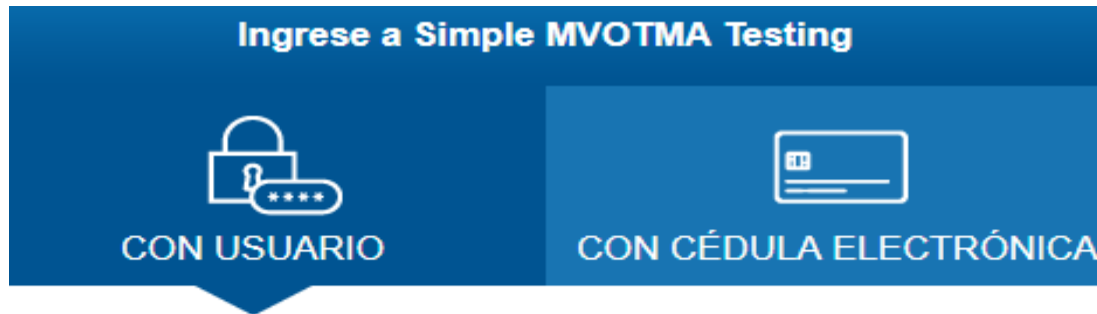 Ingrese a Simple MVOTMA Testing
****
CON USUARIO
CON CÉDULA ELECTRÓNICA